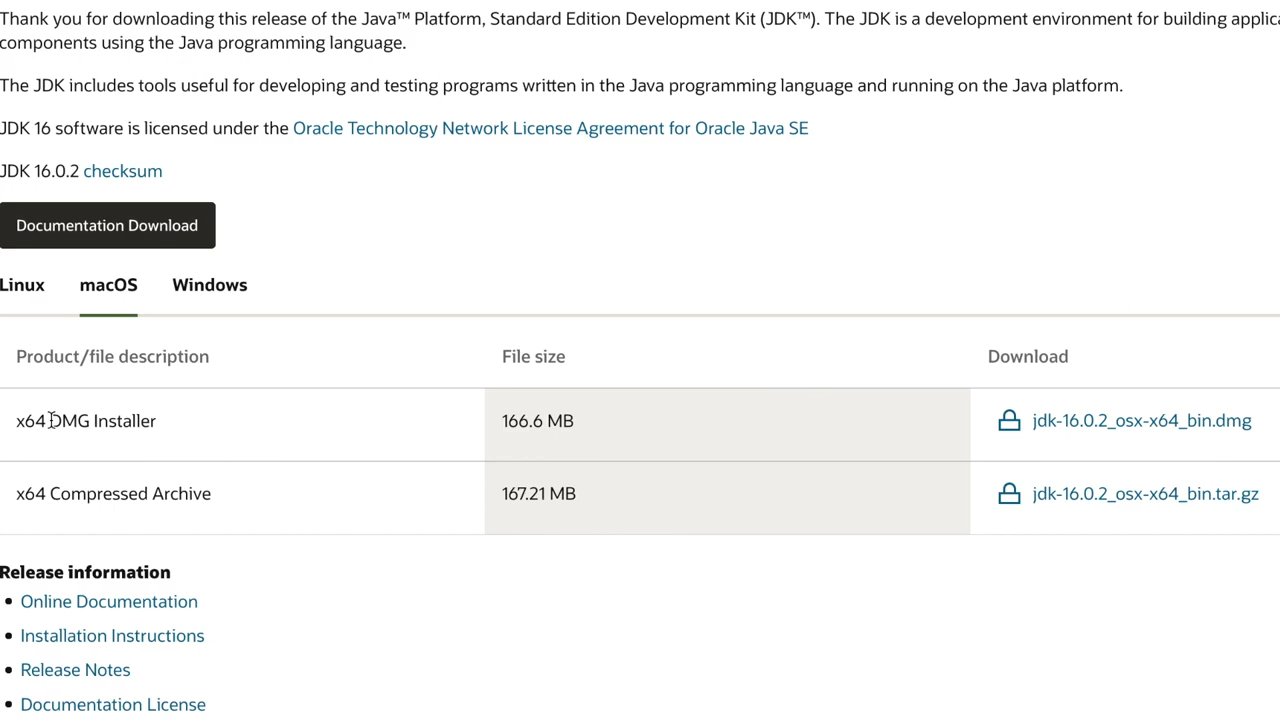 Thank you for downloading this release of the Java™ Platform, Standard Edition Development Kit (JDK™). The JDK is a development environment for building
components using the Java programming language.
The JDK includes tools useful for developing and testing programs written in the Java programming language and running on the Java platform.
JDK 16 software is licensed under the Oracle Technology Network License Agreement for Oracle Java SE
JDK 16.0.2 checksum
Documentation Download
Linux macOS Windows
Product/file description File size Download
x64 DMG Installer 166.6 MB jdk-16.0.2_osx-x64_bin.dmg
x64 Compressed Archive 167.21 MB jdk-16.0.2_osx-x64_bin.tar.gz
Release information
• Online Documentation
• Installation Instructions
• Release Notes
• Documentation License